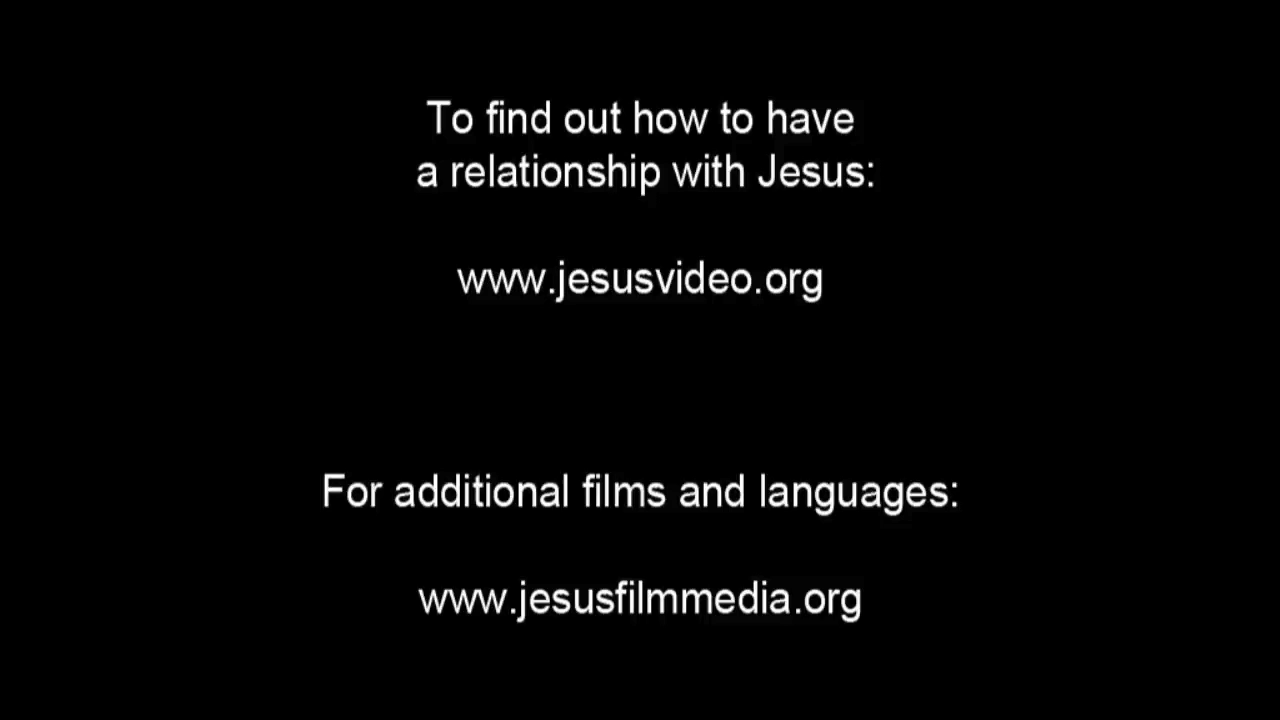 To find out how to have
a relationship with Jesus:
www.jesusvideo.org
For additional films and languages:
www.jesusfilmmedia.org